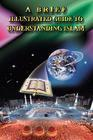 A BRIEF
ILLUSTRATED GUIDE TO
UNDERSTANDING ISLAM